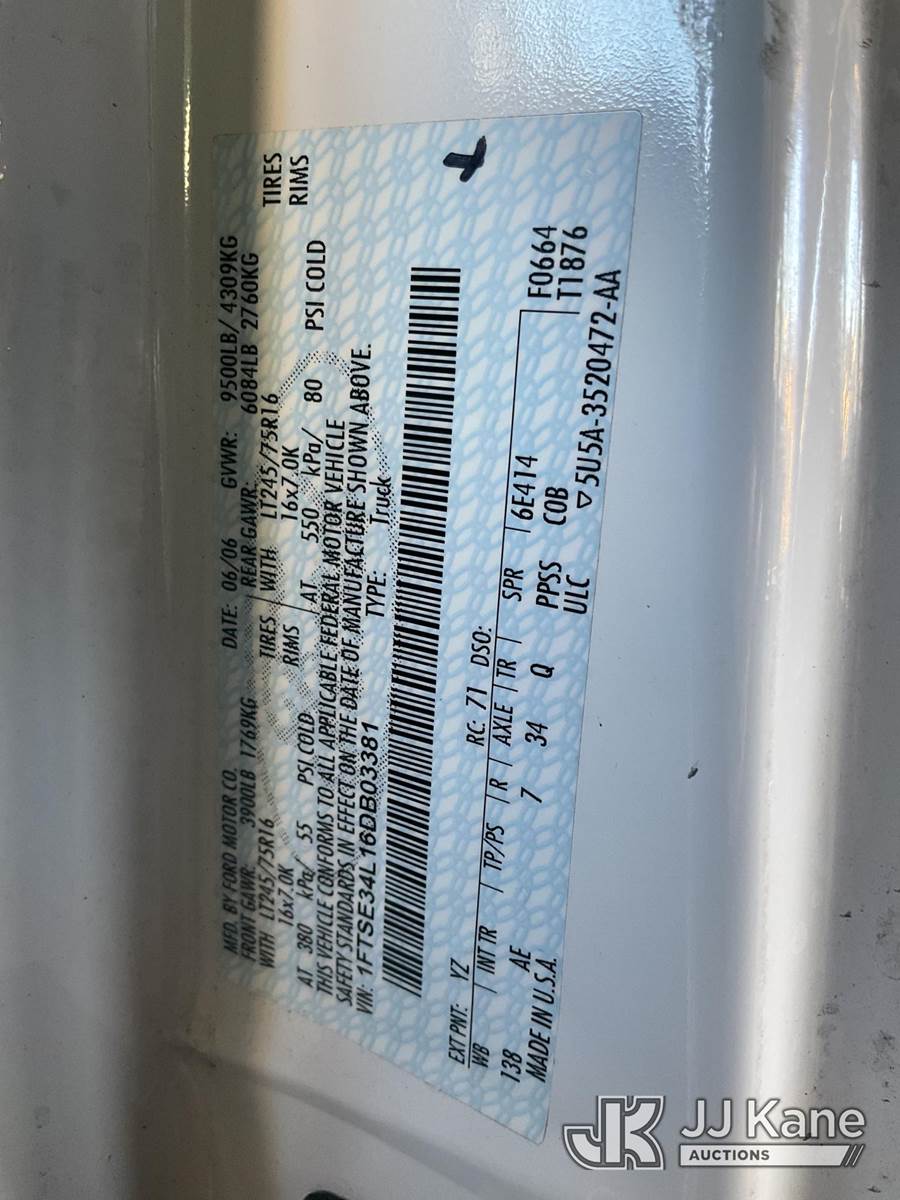 MFD. BY FORD MOTOR CO. DATE: 06/06 GVWR: 9500LB/ 4309KG
FRONT GAWR: 3900LB 1769KG REAR GAWR: 6084LB 2760KG
WITH LT245/75R16 TIRES WITH LT245/75R16 TIRES
16x7.0K RIMS 16x7.0K RIMS
AT 380 kPa/ 55 PSI COLD AT 550 kPa/ 80 PSI COLD
THIS VEHICLE CONFORMS TO ALL APPLICABLE FEDERAL MOTOR VEHICLE
SAFETY STANDARDS IN EFFECT ON THE DATE OF MANUFACTURE SHOWN ABOVE.
VIN: 1FTSE34L16DB03381 TYPE: Truck
EXT PNT: YZ RC: 71 DSO:
WB INT TR TP/PS R AXLE TR SPR 6E414 F0664
138 AE 7 34 Q PPSS COB T1876
MADE IN U.S.A. ULC ▽5U5A-3520472-AA
JK JJ Kane
AUCTIONS